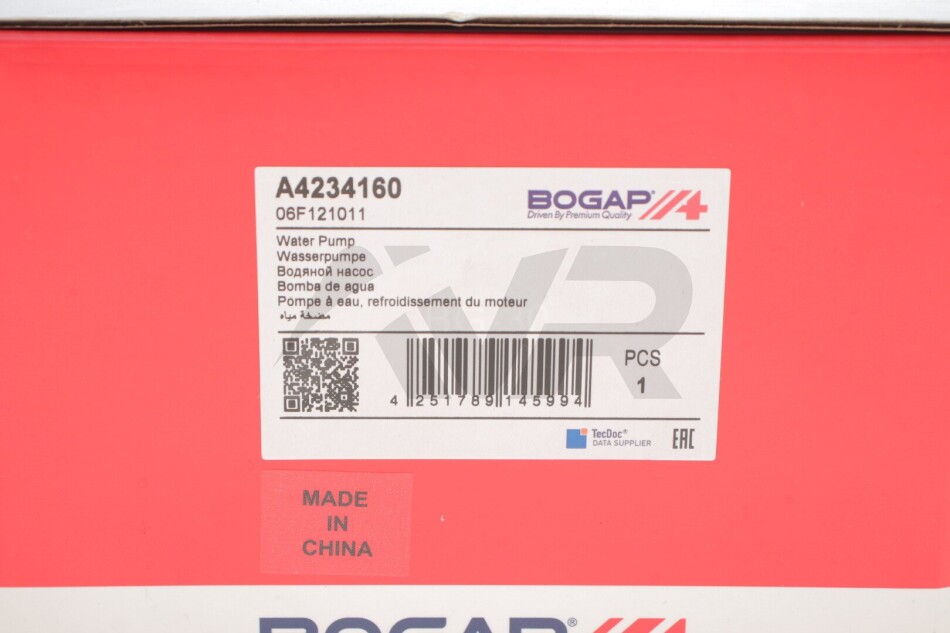 A4234160
06F121011
BOGAP®
Driven By Premium Quality
Water Pump
Wasserpumpe
Водяной насос
Bomba de agua
Pompe à eau, refroidissement du moteur
مضخة مياه
4 251789 145994
PCS
1
TecDoc®
DATA SUPPLIER
EAC
MADE
IN
CHINA
BOGAP®